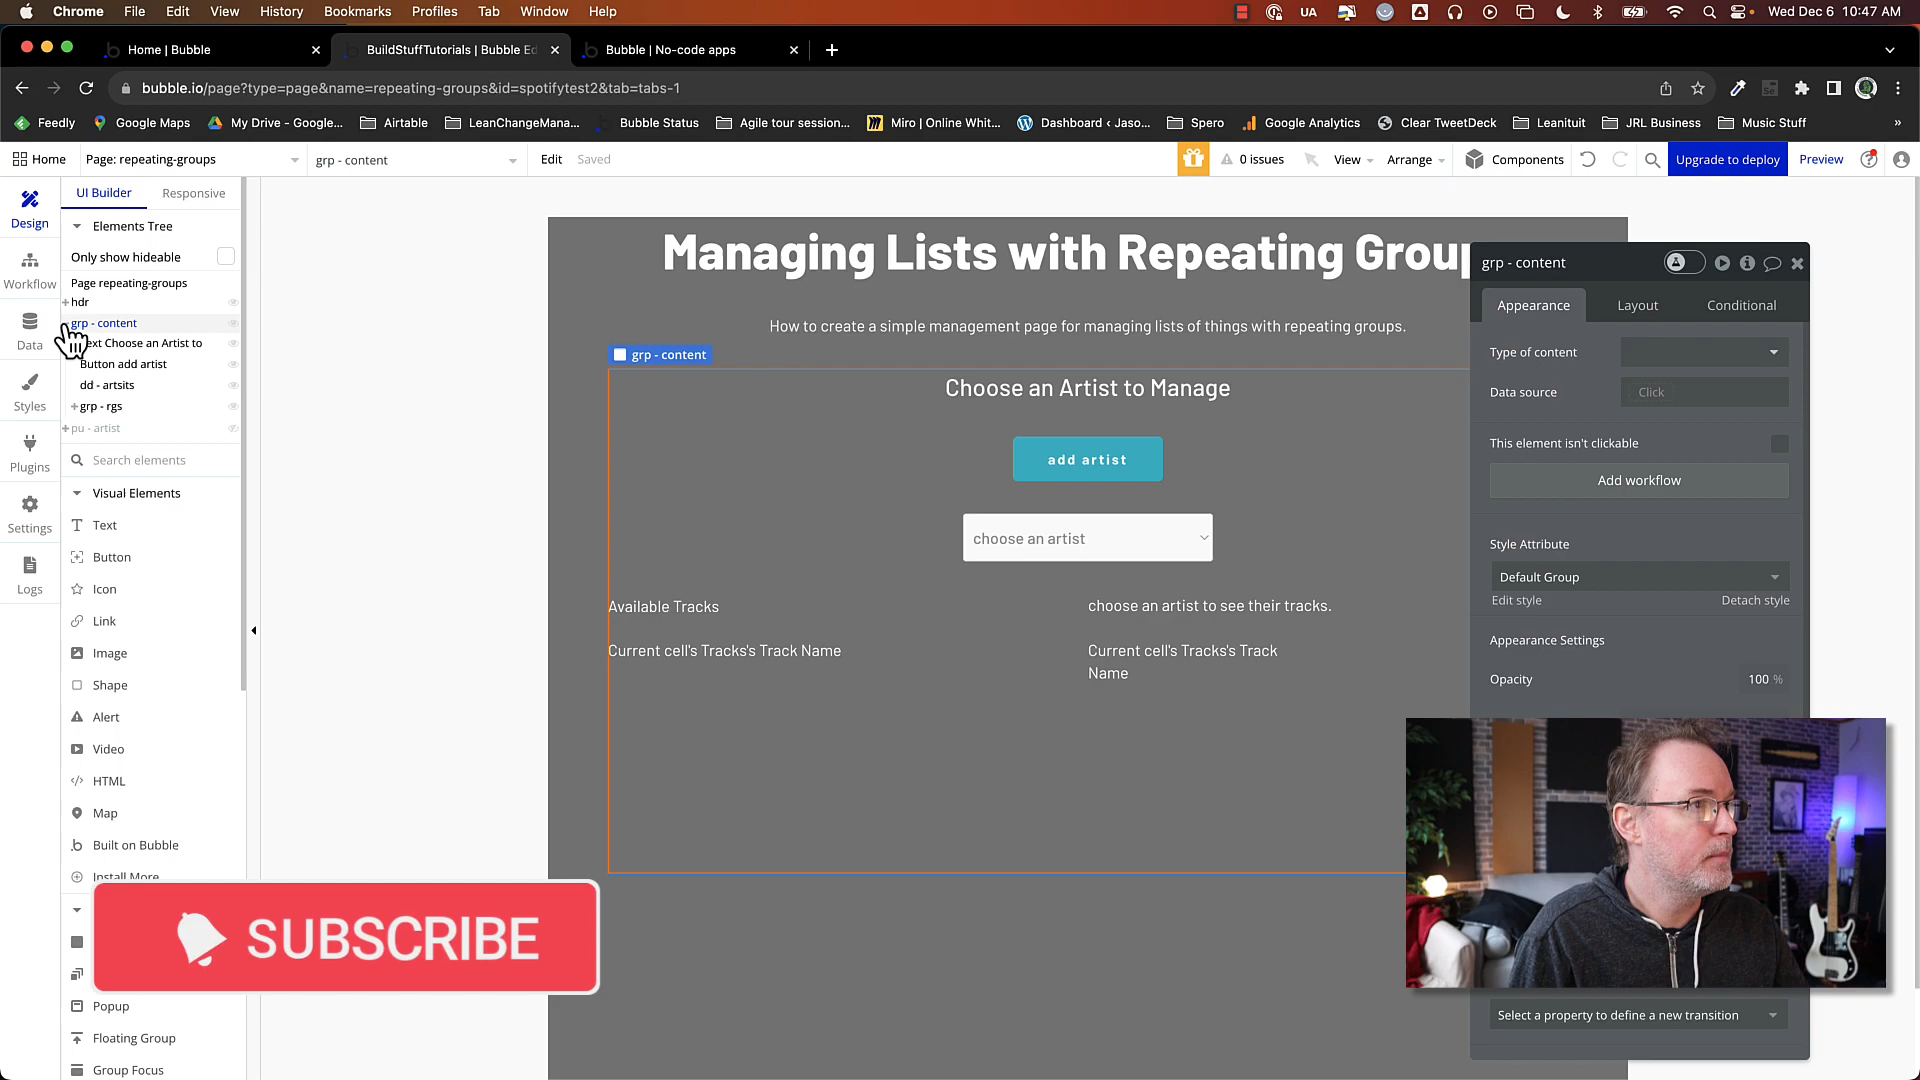 Chrome File Edit View History Bookmarks Profiles Tab Window Help
UA
Wed Dec 6 10:47 AM
Home | Bubble
BuildStuffTutorials | Bubble Ed
Bubble | No-code apps
bubble.io/page?type=page&name=repeating-groups&id=spotifytest2&tab=tabs-1
Feedly
Google Maps
My Drive - Google...
Airtable
LeanChangeMana...
Bubble Status
Agile tour session...
Miro | Online Whit...
Dashboard ‹ Jaso...
Spero
Google Analytics
Clear TweetDeck
Leanituit
JRL Business
Music Stuff
»
Home
Page: repeating-groups
grp - content
Edit
Saved
0 issues
View
Arrange
Components
Upgrade to deploy
Preview
Design
Workflow
Data
Styles
Plugins
Settings
Logs
UI Builder
Responsive
Elements Tree
Only show hideable
Page repeating-groups
hdr
grp - content
ext Choose an Artist to
Button add artist
dd - artsits
grp - rgs
pu - artist
Search elements
Visual Elements
Text
Button
Icon
Link
Image
Shape
Alert
Video
HTML
Map
Built on Bubble
Install More
Popup
Floating Group
Group Focus
SUBSCRIBE
Managing Lists with Repeating Group
How to create a simple management page for managing lists of things with repeating groups.
grp - content
Choose an Artist to Manage
add artist
choose an artist
Available Tracks
choose an artist to see their tracks.
Current cell's Tracks's Track Name
Current cell's Tracks's Track
Name
grp - content
Appearance
Layout
Conditional
Type of content
Data source
Click
This element isn't clickable
Add workflow
Style Attribute
Default Group
Edit style
Detach style
Appearance Settings
Opacity
100 %
Select a property to define a new transition